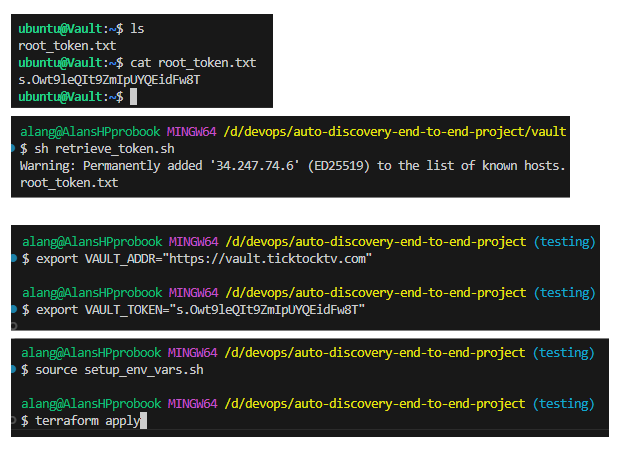 ubuntu@Vault:~$ ls
root_token.txt
ubuntu@Vault:~$ cat root_token.txt
s.Owt9leQIt9ZmIpUYQEidFw8T
ubuntu@Vault:~$
alang@AlansHPprobook MINGW64 /d/devops/auto-discovery-end-to-end-project/vault
$ sh retrieve_token.sh
Warning: Permanently added '34.247.74.6' (ED25519) to the list of known hosts.
root_token.txt
alang@AlansHPprobook MINGW64 /d/devops/auto-discovery-end-to-end-project (testing)
$ export VAULT_ADDR="https://vault.ticktocktv.com"
alang@AlansHPprobook MINGW64 /d/devops/auto-discovery-end-to-end-project (testing)
$ export VAULT_TOKEN="s.Owt9leQIt9ZmIpUYQEidFw8T"
alang@AlansHPprobook MINGW64 /d/devops/auto-discovery-end-to-end-project (testing)
$ source setup_env_vars.sh
alang@AlansHPprobook MINGW64 /d/devops/auto-discovery-end-to-end-project (testing)
$ terraform apply